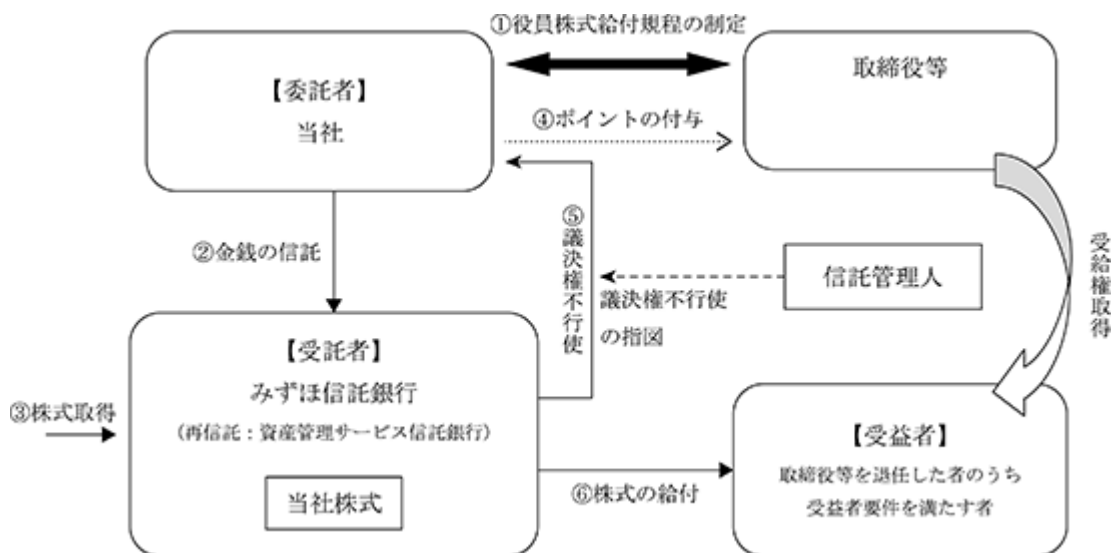 ①役員株式給付規程の制定
【委託者】
当社
取締役等
④ポイントの付与
②金銭の信託
⑤議決権不行使
議決権不行使
の指図
信託管理人
受給権取得
③株式取得
【受託者】
みずほ信託銀行
(再信託：資産管理サービス信託銀行)
当社株式
⑥株式の給付
【受益者】
取締役等を退任した者のうち
受益者要件を満たす者